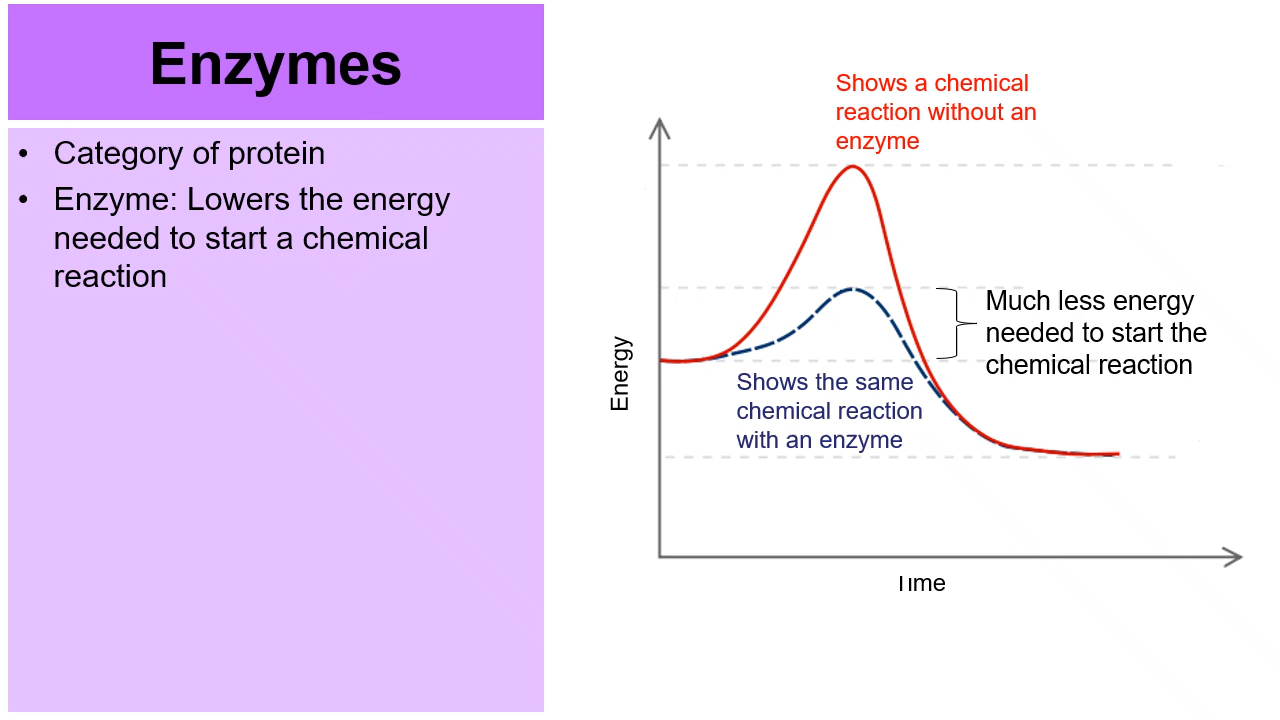 Enzymes
• Category of protein
• Enzyme: Lowers the energy
needed to start a chemical
reaction
Shows a chemical
reaction without an
enzyme
Much less energy
needed to start the
chemical reaction
Energy
Shows the same
chemical reaction
with an enzyme
Time